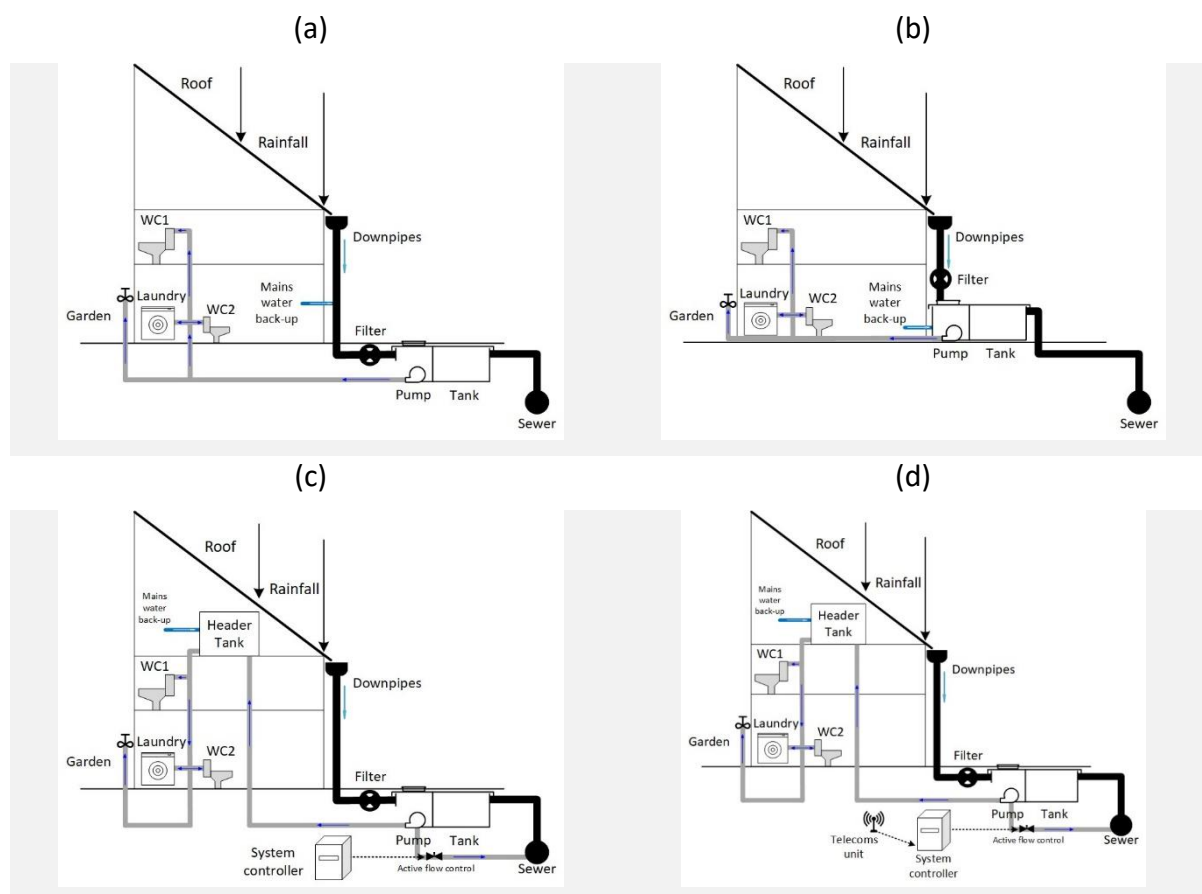 (a)
Roof
Rainfall
WC1
Downpipes
Mains
water
back-up
Laundry
WC2
Garden
Filter
Pump
Tank
Sewer
(b)
Roof
Rainfall
WC1
Downpipes
Filter
Laundry
WC2
Mains
water
back-up
Garden
Pump
Tank
Sewer
(c)
Roof
Rainfall
Mains
water
back-up
Header
Tank
WC1
Downpipes
Laundry
WC2
Garden
Filter
Pump
Tank
System
controller
Active flow control
Sewer
(d)
Roof
Rainfall
Mains
water
back-up
Header
Tank
WC1
Downpipes
Laundry
WC2
Garden
Filter
Pump
Tank
Telecoms
unit
System
controller
Active flow control
Sewer